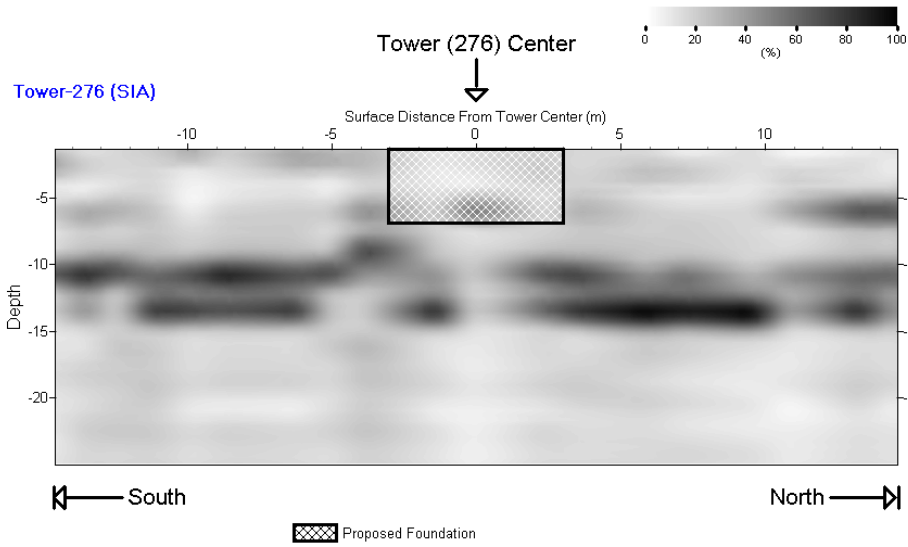 0 20 40 60 80 100
(%)
Tower (276) Center
Tower-276 (SIA)
Surface Distance From Tower Center (m)
-10 -5 0 5 10
-5
-10
-15
-20
Depth
South North
Proposed Foundation